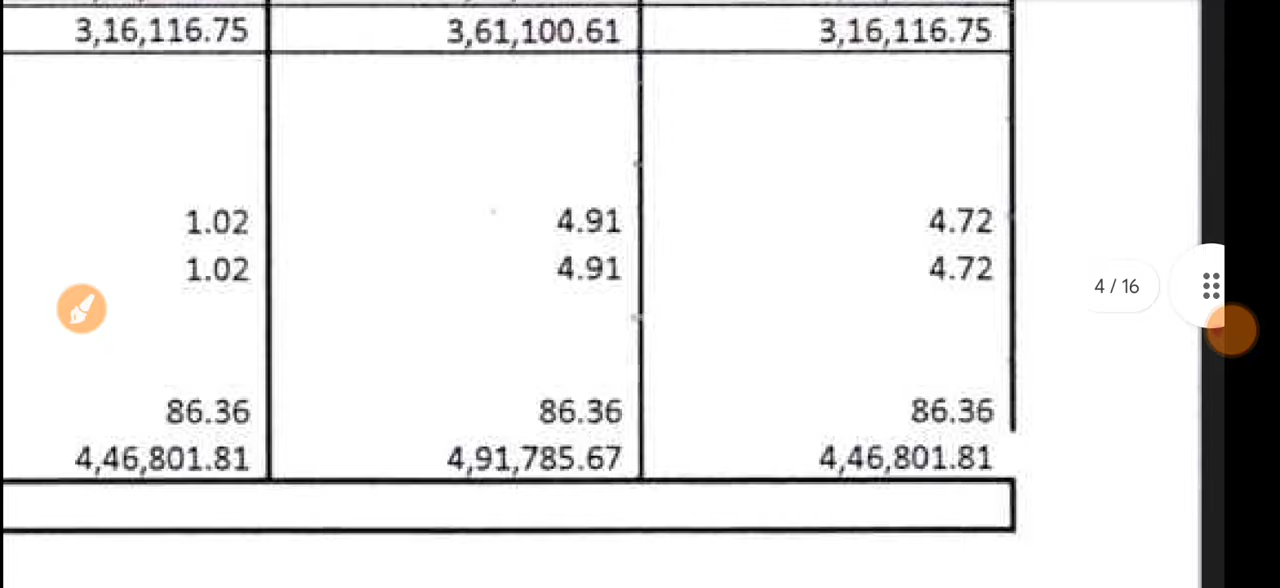 3,16,116.75 3,61,100.61 3,16,116.75
1.02 4.91 4.72
1.02 4.91 4.72
4 / 16
86.36 86.36 86.36
4,46,801.81 4,91,785.67 4,46,801.81